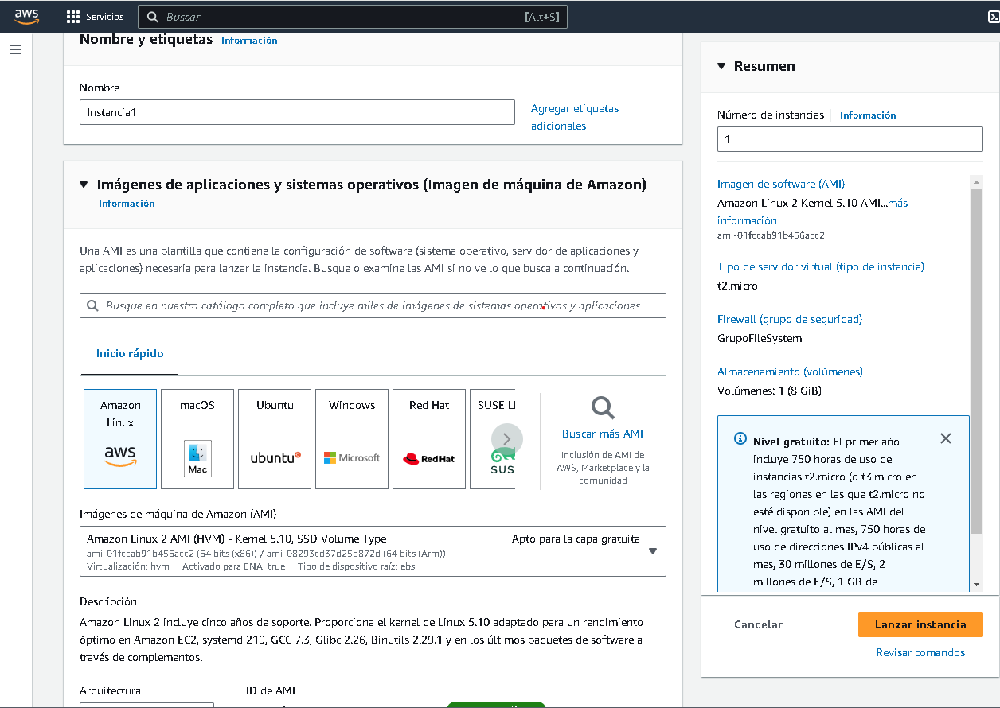 aws
Servicios
Buscar
[Alt+S]
Nombre y etiquetas Información
Nombre
Instancia1
Agregar etiquetas
adicionales
Imágenes de aplicaciones y sistemas operativos (Imagen de máquina de Amazon)
Información
Una AMI es una plantilla que contiene la configuración de software (sistema operativo, servidor de aplicaciones y
aplicaciones) necesaria para lanzar la instancia. Busque o examine las AMI si no ve lo que busca a continuación.
Busque en nuestro catálogo completo que incluye miles de imágenes de sistemas operativos y aplicaciones
Inicio rápido
Amazon
Linux
aws
macOS
Mac
Ubuntu
ubuntu
Windows
Microsoft
Red Hat
Red Hat
SUSE Li
SUS
Buscar más AMI
Inclusión de AMI de
AWS, Marketplace y la
comunidad
Imágenes de máquina de Amazon (AMI)
Amazon Linux 2 AMI (HVM) - Kernel 5.10, SSD Volume Type
Apto para la capa gratuita
ami-01fccab91b456acc2 (64 bits (x86)) / ami-08293cd37d25b872d (64 bits (Arm))
Virtualización: hvm Activado para ENA: true Tipo de dispositivo raíz: ebs
Descripción
Amazon Linux 2 incluye cinco años de soporte. Proporciona el kernel de Linux 5.10 adaptado para un rendimiento
óptimo en Amazon EC2, systemd 219, GCC 7.3, Glibc 2.26, Binutils 2.29.1 y en los últimos paquetes de software a
través de complementos.
Arquitectura
ID de AMI
Resumen
Número de instancias
Información
1
Imagen de software (AMI)
Amazon Linux 2 Kernel 5.10 AMI...más
información
ami-01fccab91b456acc2
Tipo de servidor virtual (tipo de instancia)
t2.micro
Firewall (grupo de seguridad)
GrupoFileSystem
Almacenamiento (volúmenes)
Volúmenes: 1 (8 GiB)
Nivel gratuito: El primer año
incluye 750 horas de uso de
instancias t2.micro (o t3.micro en
las regiones en las que t2.micro no
esté disponible) en las AMI del
nivel gratuito al mes, 750 horas de
uso de direcciones IPv4 públicas al
mes, 30 millones de E/S, 2
millones de E/S, 1 GB de
Cancelar
Lanzar instancia
Revisar comandos